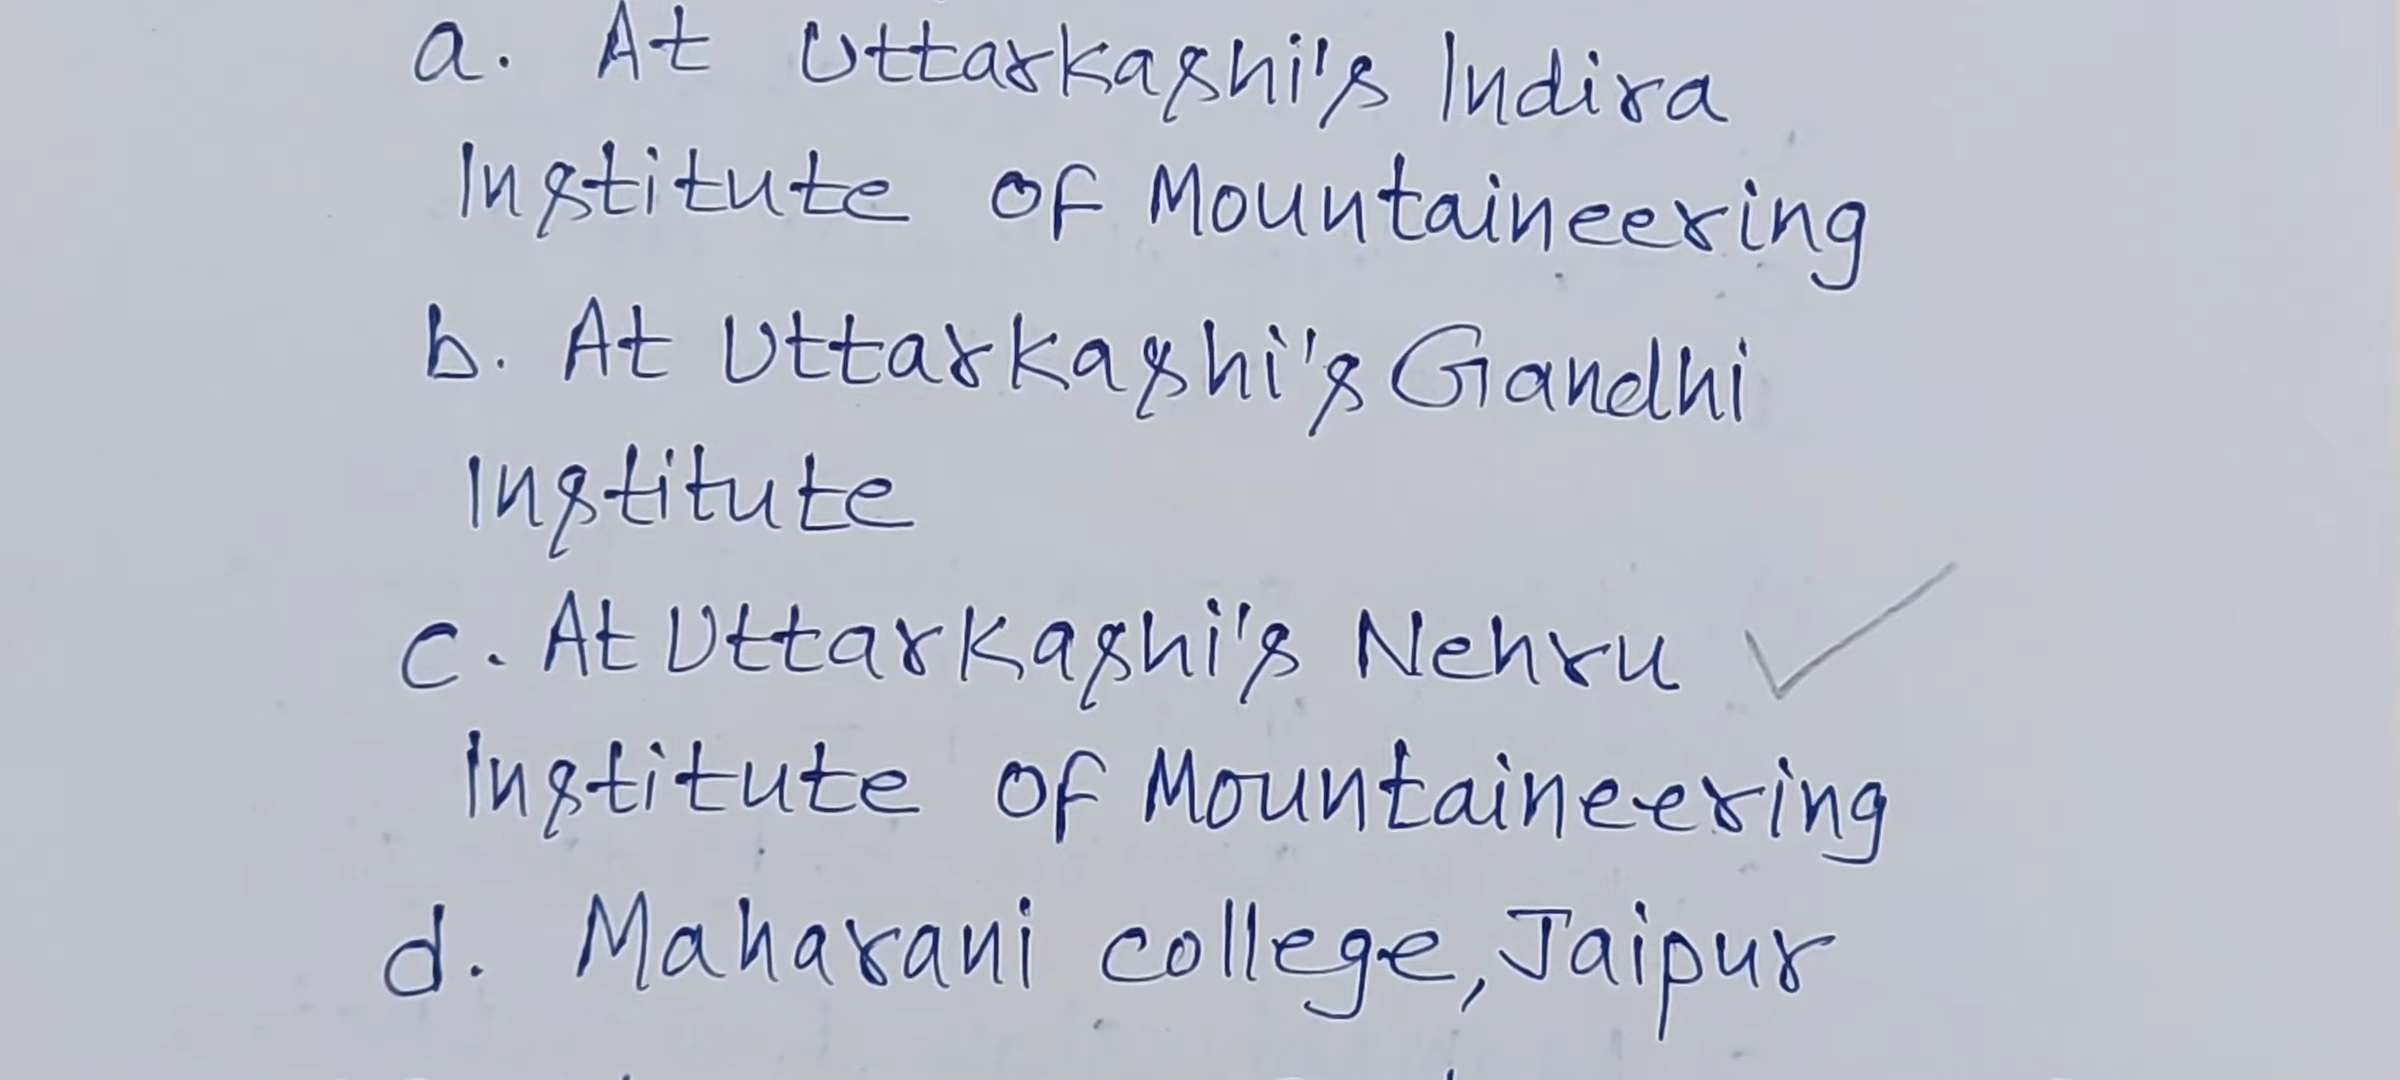 a. At Uttarkashi's Indira
Institute of Mountaineering
b. At Uttarkashi's Gandhi
Institute
c. At Uttarkashi's Nehru ✓
Institute of Mountaineering
d. Maharani college, Jaipur